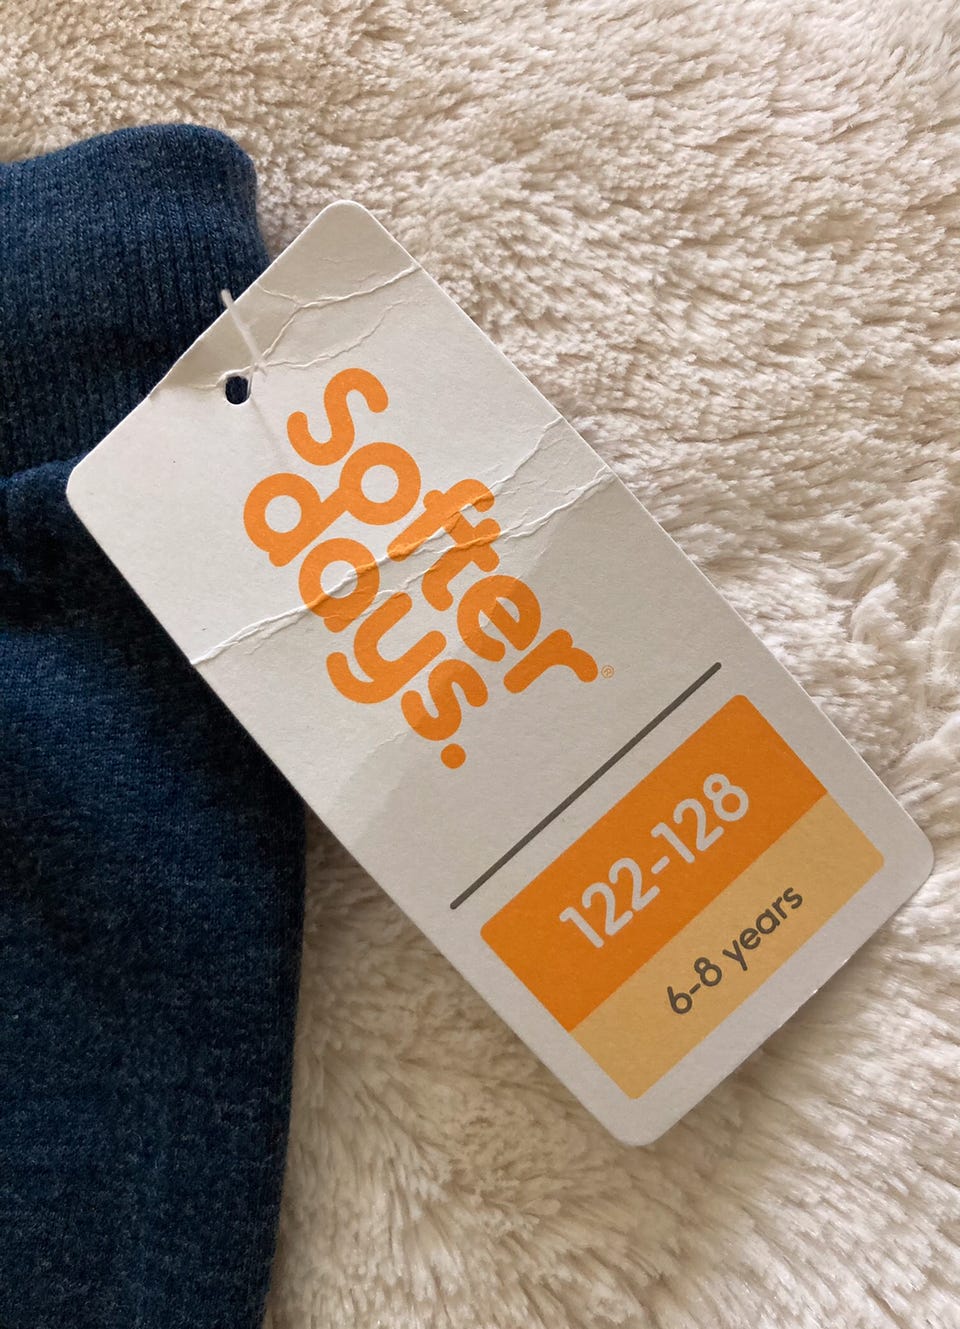 softer
days.
®
122-128
6-8 years